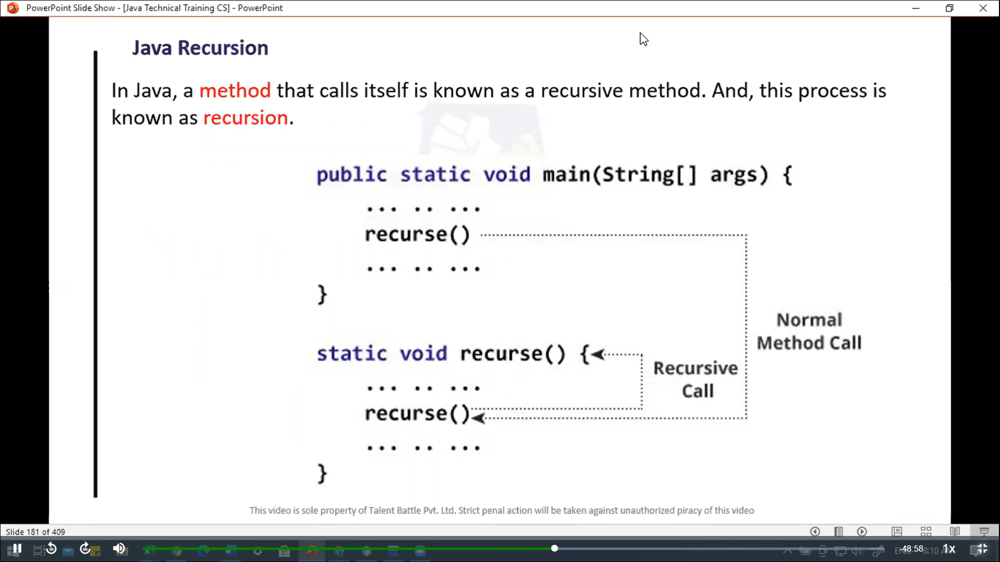 PowerPoint Slide Show - [Java Technical Training CS] - PowerPoint
Java Recursion
In Java, a method that calls itself is known as a recursive method. And, this process is
known as recursion.
public static void main(String[] args) {
... .. ...
recurse()
... .. ...
}
Normal
Method Call
static void recurse() {
Recursive
Call
... .. ...
recurse()
... .. ...
}
This video is sole property of Talent Battle Pvt. Ltd. Strict penal action will be taken against unauthorized piracy of this video
Slide 181 of 409
10
30
-48:58
1x